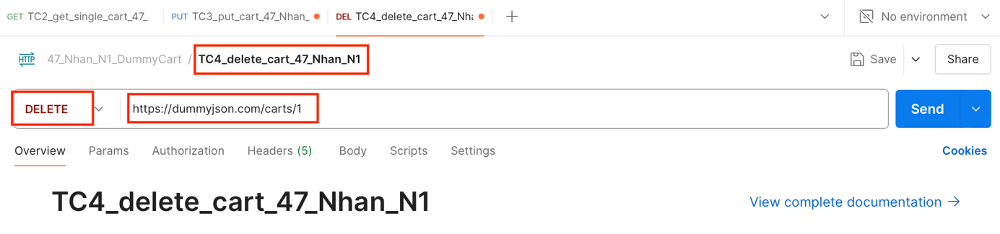 GET TC2_get_single_cart_47_ PUT TC3_put_cart_47_Nhan_ DEL TC4_delete_cart_47_Nha No environment
HTTP 47_Nhan_N1_DummyCart / TC4_delete_cart_47_Nhan_N1 Save Share
DELETE https://dummyjson.com/carts/1 Send
Overview Params Authorization Headers (5) Body Scripts Settings Cookies
TC4_delete_cart_47_Nhan_N1 View complete documentation →